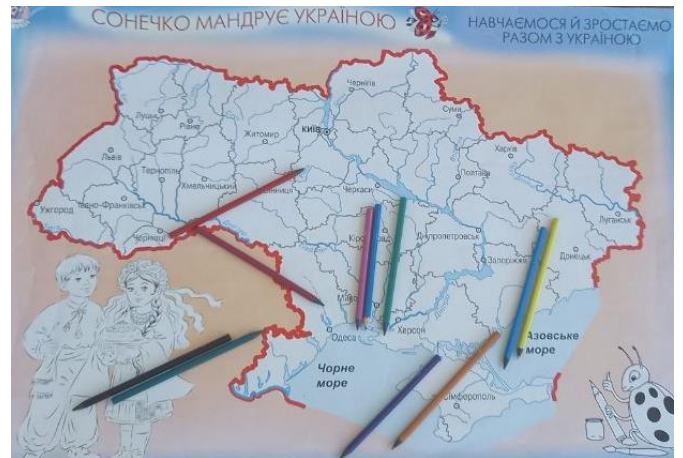 СОНЕЧКО МАНДРУЄ УКРАЇНОЮ
НАВЧАЄМОСЯ Й ЗРОСТАЄМО
РАЗОМ З УКРАЇНОЮ
Чернігів
Луцьк
Рівне
Суми
Житомир
КИЇВ
Харків
Львів
Тернопіль
Хмельницький
Полтава
Черкаси
Ужгород
Луганськ
Чернівці
Дніпропетровськ
Донецьк
Запоріжжя
Одеса
Херсон
Азовське
море
Чорне
море
Сімферополь